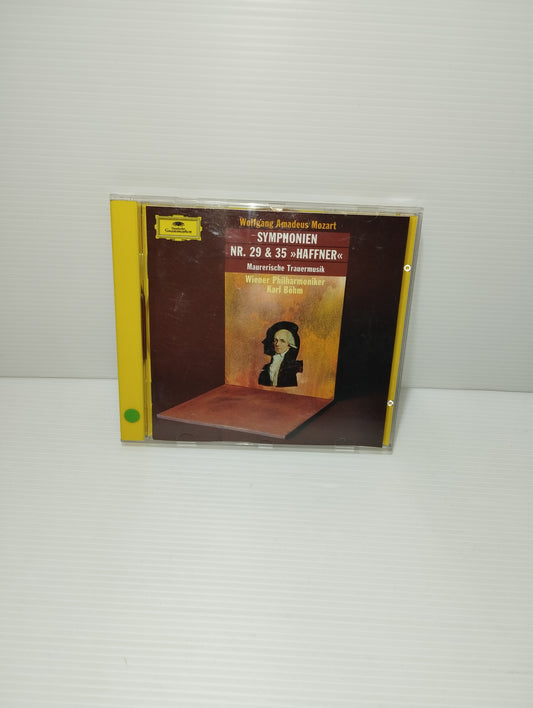 Deutsche
Grammophon
Wolfgang Amadeus Mozart
SYMPHONIEN
NR. 29 & 35 »HAFFNER«
Maurerische Trauermusik
Wiener Philharmoniker
Karl Böhm